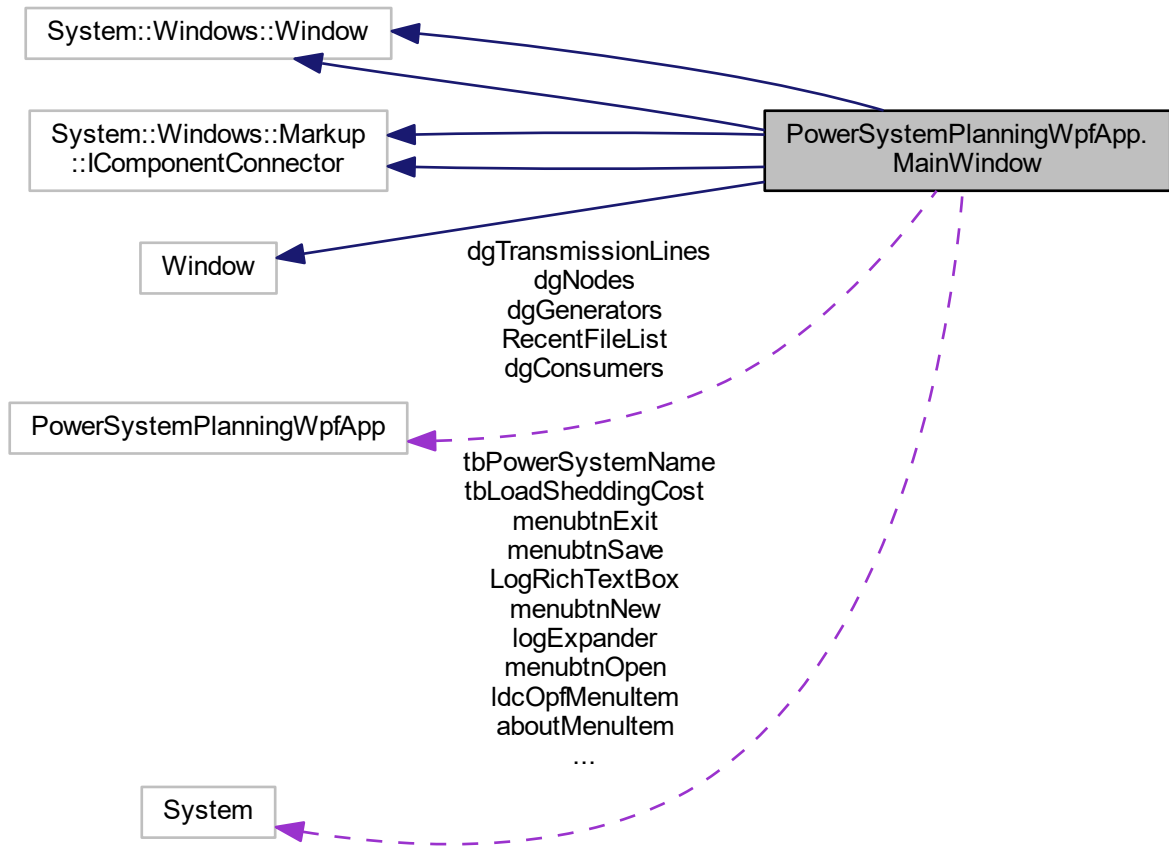 System::Windows::Window
System::Windows::Markup
::IComponentConnector
PowerSystemPlanningWpfApp.
MainWindow
Window
dgTransmissionLines
dgNodes
dgGenerators
RecentFileList
dgConsumers
PowerSystemPlanningWpfApp
tbPowerSystemName
tbLoadSheddingCost
menubtnExit
menubtnSave
LogRichTextBox
menubtnNew
logExpander
menubtnOpen
ldcOpfMenuItem
aboutMenuItem
...
System